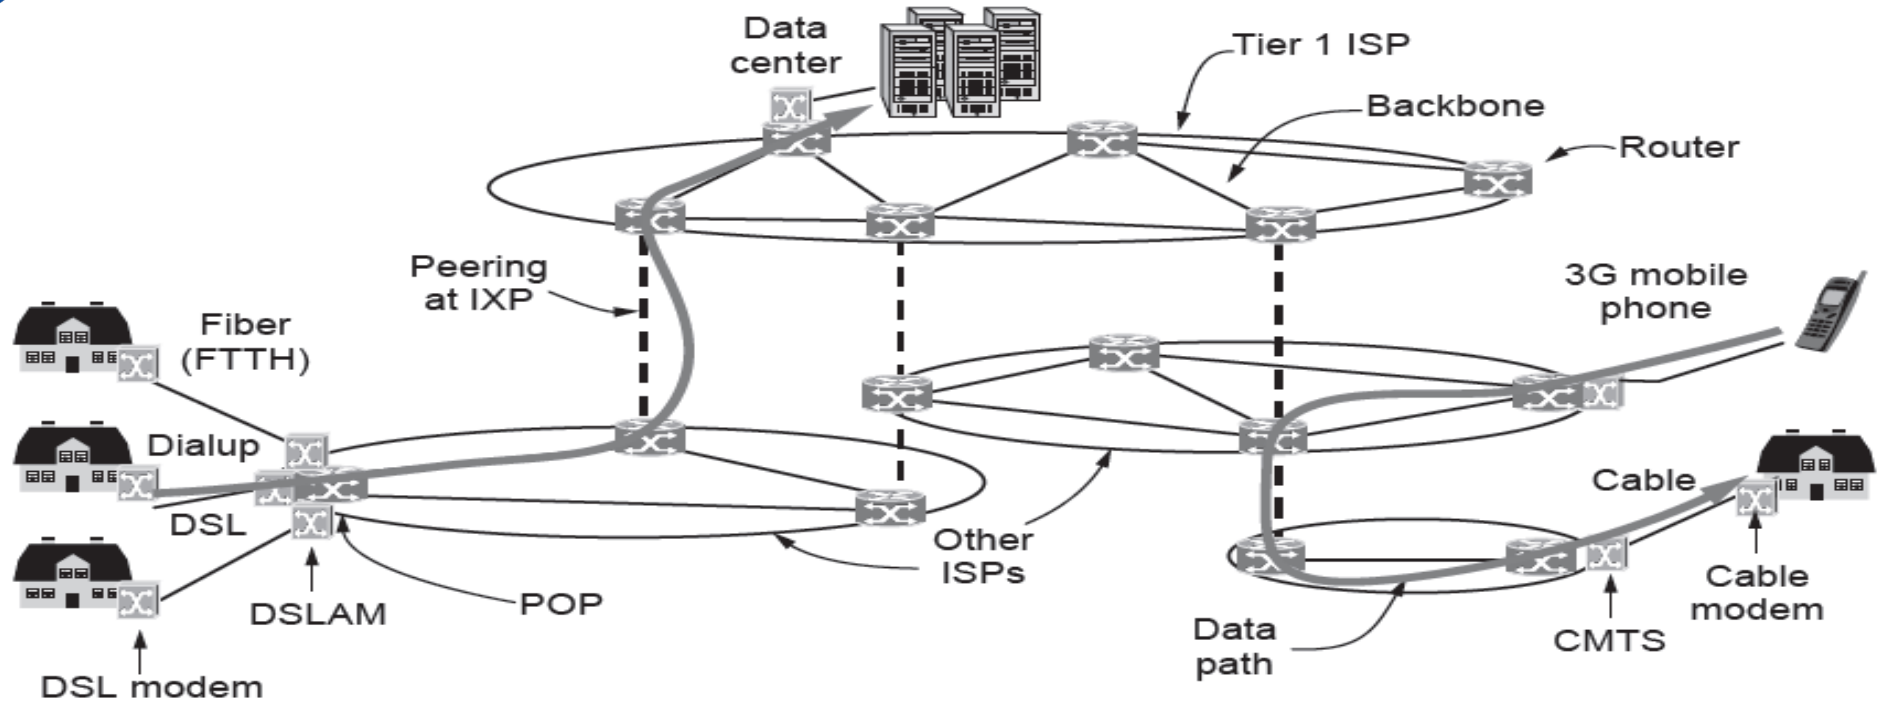 Data
center
Tier 1 ISP
Backbone
Router
Peering
at IXP
3G mobile
phone
Fiber
(FTTH)
Dialup
DSL
Cable
Other
ISPs
POP
DSLAM
DSL modem
Data
path
CMTS
Cable
modem